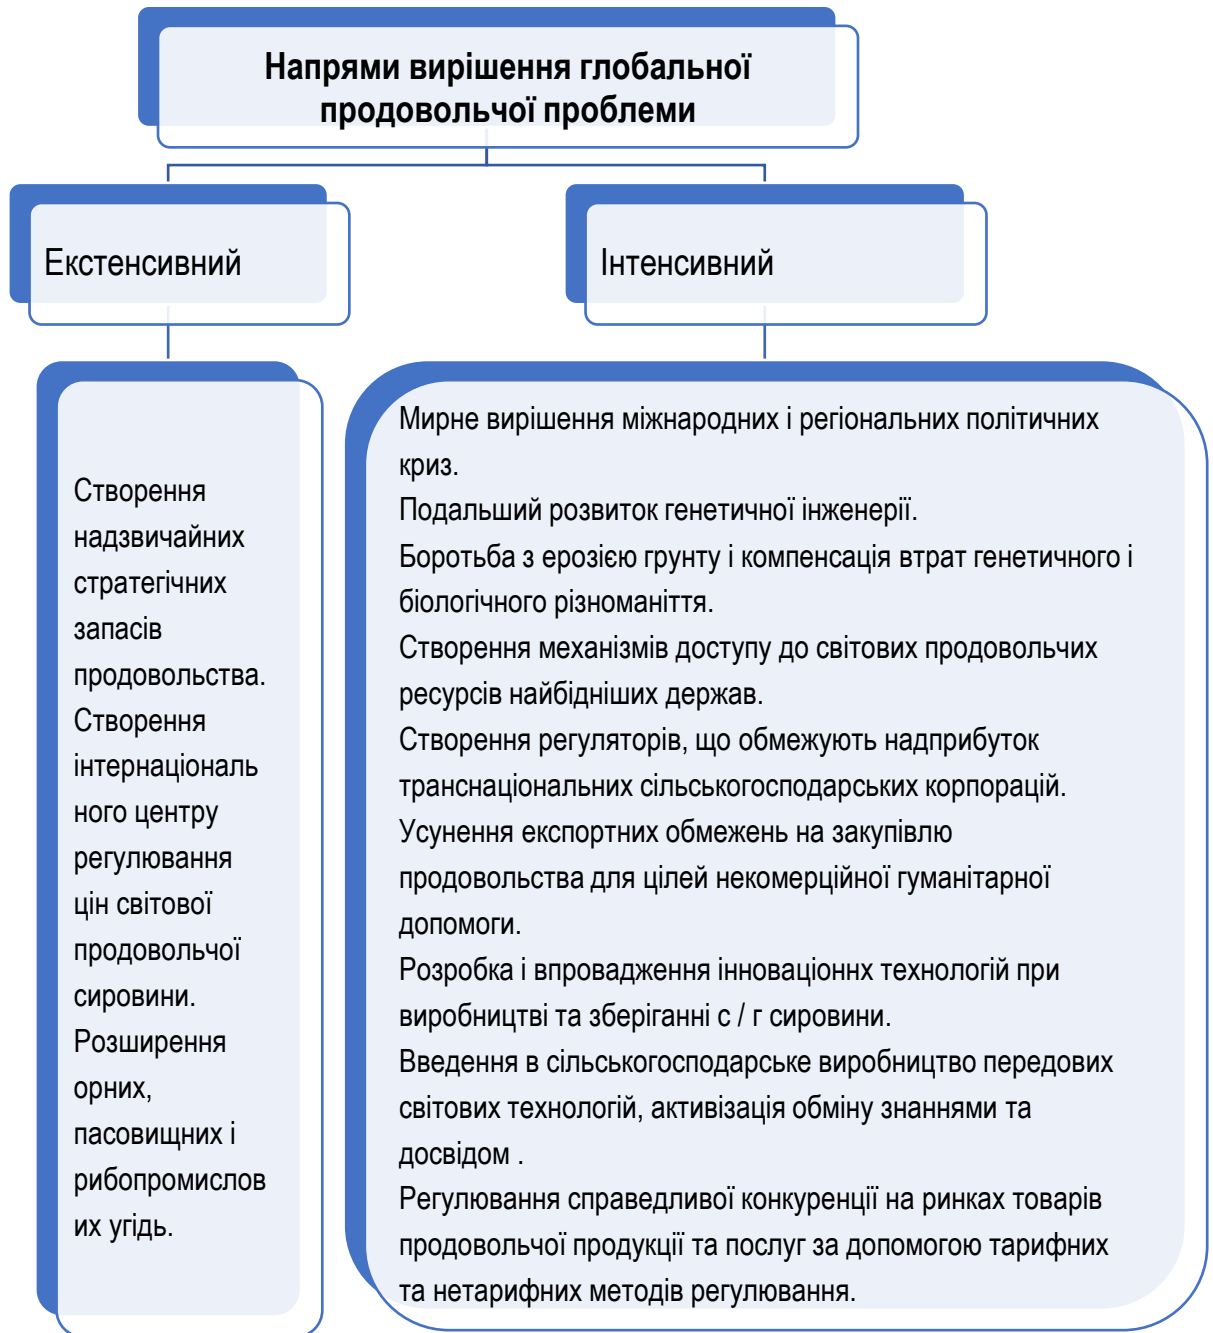 Напрями вирішення глобальної
продовольчої проблеми
Екстенсивний
Інтенсивний
Створення
надзвичайних
стратегічних
запасів
продовольства.
Створення
інтернаціональ
ного центру
регулювання
цін світової
продовольчої
сировини.
Розширення
орних,
пасовищних і
рибопромислов
их угідь.
Мирне вирішення міжнародних і регіональних політичних
криз.
Подальший розвиток генетичної інженерії.
Боротьба з ерозією грунту і компенсація втрат генетичного і
біологічного різноманіття.
Створення механізмів доступу до світових продовольчих
ресурсів найбідніших держав.
Створення регуляторів, що обмежують надприбуток
транснаціональних сільськогосподарських корпорацій.
Усунення експортних обмежень на закупівлю
продовольства для цілей некомерційної гуманітарної
допомоги.
Розробка і впровадження інноваціоннх технологій при
виробництві та зберіганні с / г сировини.
Введення в сільськогосподарське виробництво передових
світових технологій, активізація обміну знаннями та
досвідом .
Регулювання справедливої конкуренції на ринках товарів
продовольчої продукції та послуг за допомогою тарифних
та нетарифних методів регулювання.